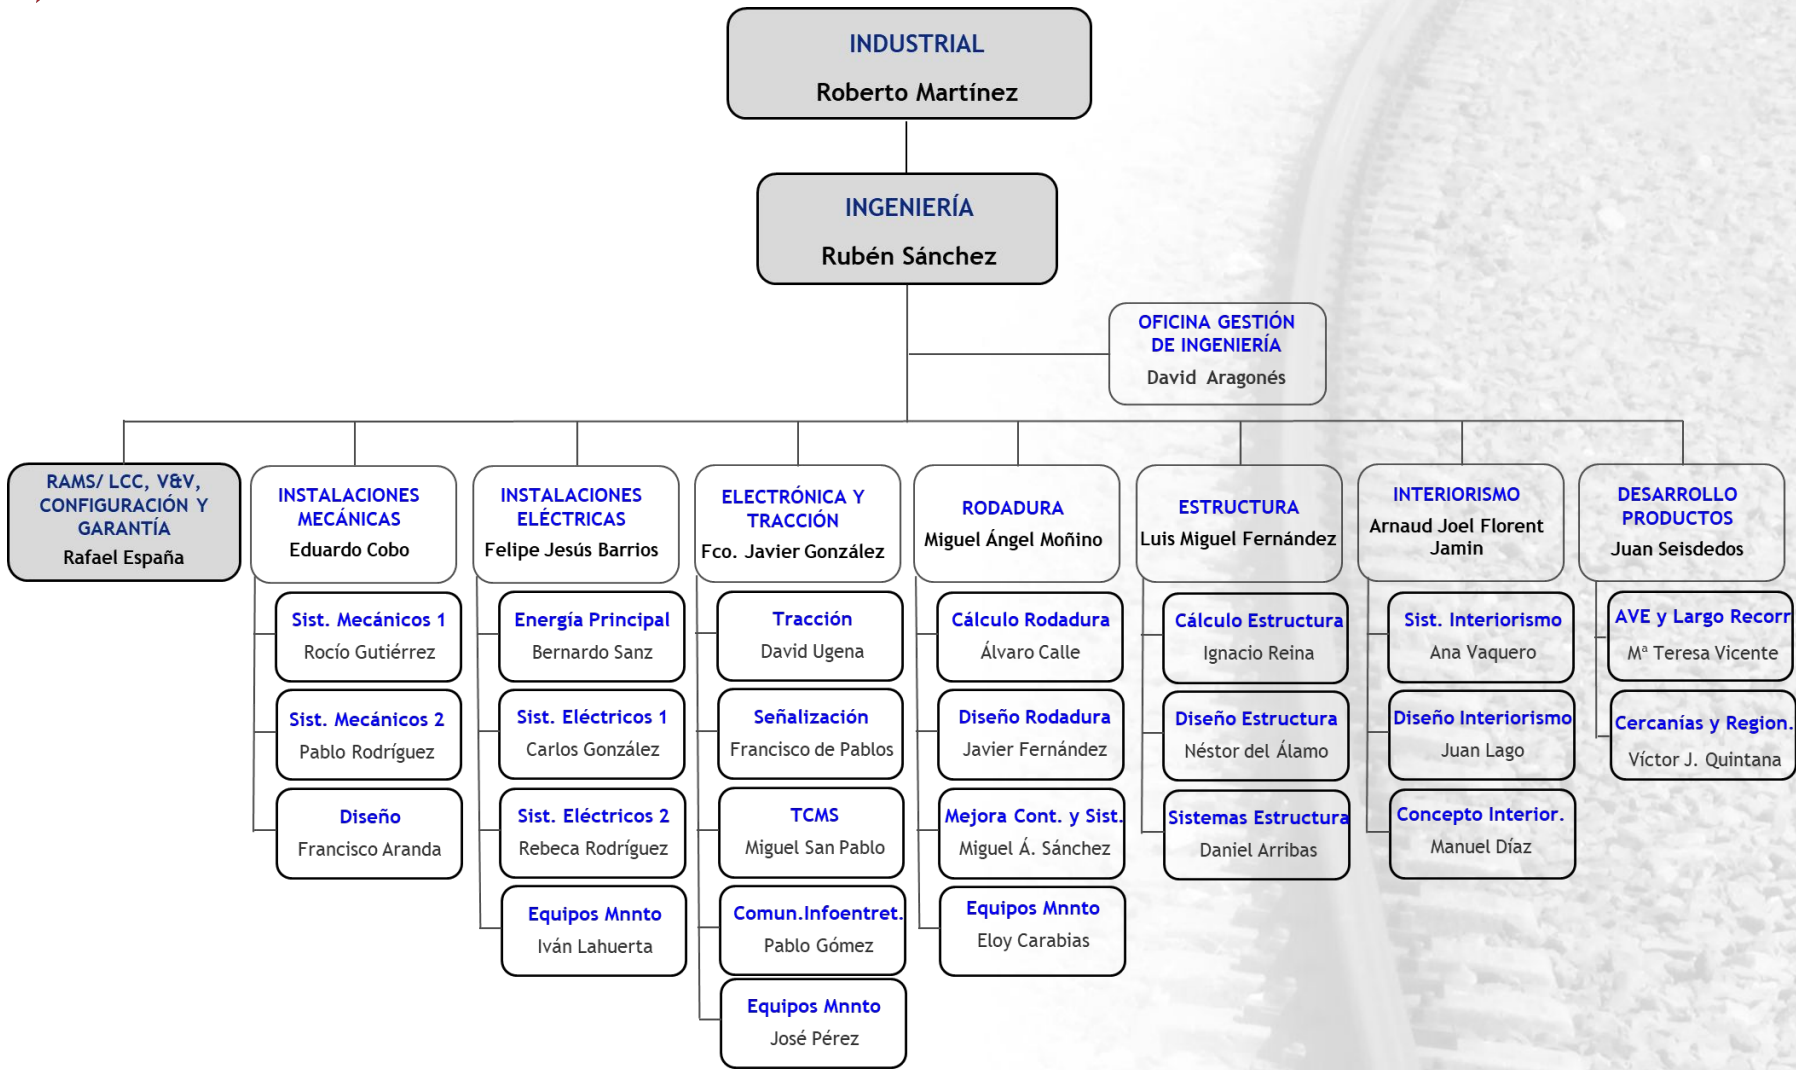 INDUSTRIAL
Roberto Martínez
INGENIERÍA
Rubén Sánchez
OFICINA GESTIÓN
DE INGENIERÍA
David Aragonés
RAMS/ LCC, V&V,
CONFIGURACIÓN Y
GARANTÍA
Rafael España
INSTALACIONES
MECÁNICAS
Eduardo Cobo
Sist. Mecánicos 1
Rocío Gutiérrez
Sist. Mecánicos 2
Pablo Rodríguez
Diseño
Francisco Aranda
INSTALACIONES
ELÉCTRICAS
Felipe Jesús Barrios
Energía Principal
Bernardo Sanz
Sist. Eléctricos 1
Carlos González
Sist. Eléctricos 2
Rebeca Rodríguez
Equipos Mnnto
Iván Lahuerta
ELECTRÓNICA Y
TRACCIÓN
Fco. Javier González
Tracción
David Ugena
Señalización
Francisco de Pablos
TCMS
Miguel San Pablo
Comun.Infoentret.
Pablo Gómez
Equipos Mnnto
José Pérez
RODADURA
Miguel Ángel Moñino
Cálculo Rodadura
Álvaro Calle
Diseño Rodadura
Javier Fernández
Mejora Cont. y Sist.
Miguel Á. Sánchez
Equipos Mnnto
Eloy Carabias
ESTRUCTURA
Luis Miguel Fernández
Cálculo Estructura
Ignacio Reina
Diseño Estructura
Néstor del Álamo
Sistemas Estructura
Daniel Arribas
INTERIORISMO
Arnaud Joel Florent
Jamin
Sist. Interiorismo
Ana Vaquero
Diseño Interiorismo
Juan Lago
Concepto Interior.
Manuel Díaz
DESARROLLO
PRODUCTOS
Juan Seisdedos
AVE y Largo Recorr
Mª Teresa Vicente
Cercanías y Region.
Víctor J. Quintana